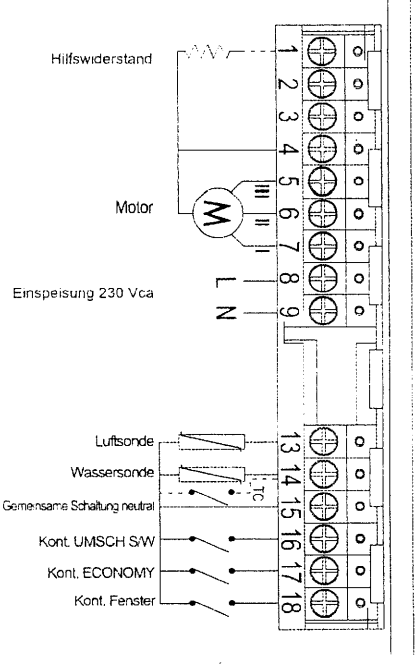 Hilfswiderstand
1
2
3
4
5
Motor
M
III
6
II
7
I
8
L
Einspeisung 230 Vca
9
N
Luftsonde
13
Wassersonde
14
TC
Gemeinsame Schaltung neutral
15
Kont. UMSCH S/W
16
Kont. ECONOMY
17
Kont. Fenster
18